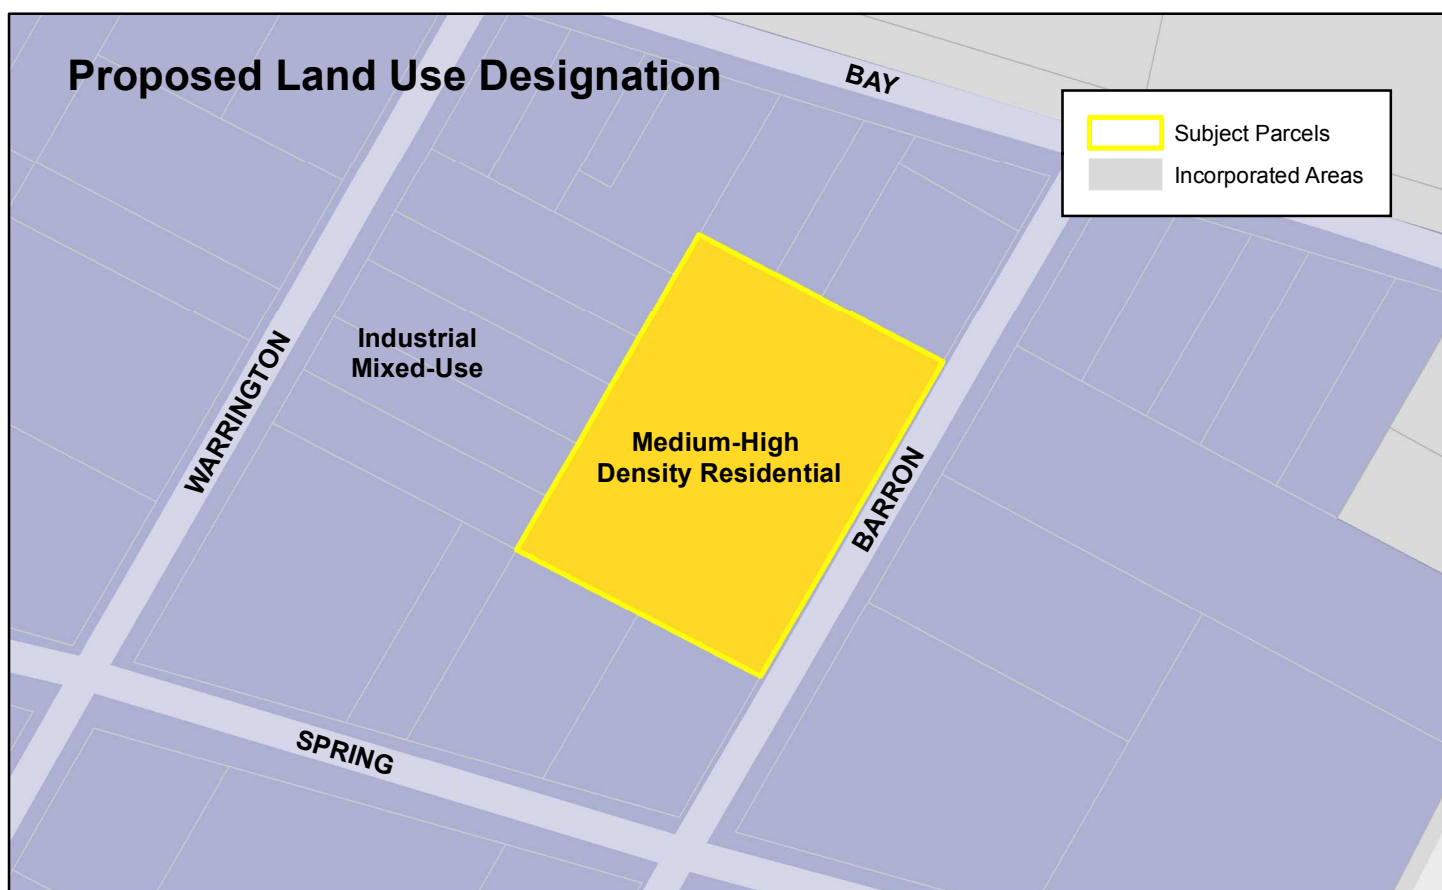 Proposed Land Use Designation
BAY
Subject Parcels
Incorporated Areas
WARRINGTON
Industrial
Mixed-Use
Medium-High
Density Residential
BARRON
SPRING